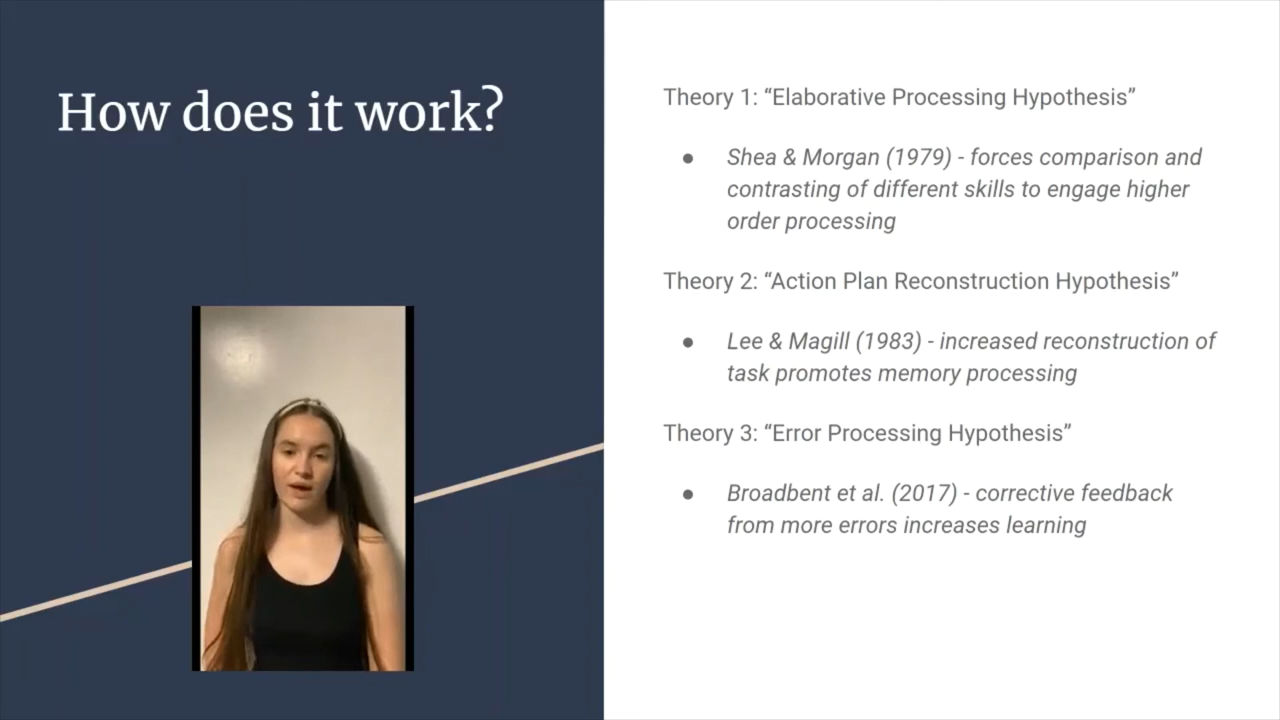 How does it work?
Theory 1: “Elaborative Processing Hypothesis”
● Shea & Morgan (1979) - forces comparison and
contrasting of different skills to engage higher
order processing
Theory 2: “Action Plan Reconstruction Hypothesis”
● Lee & Magill (1983) - increased reconstruction of
task promotes memory processing
Theory 3: “Error Processing Hypothesis”
● Broadbent et al. (2017) - corrective feedback
from more errors increases learning